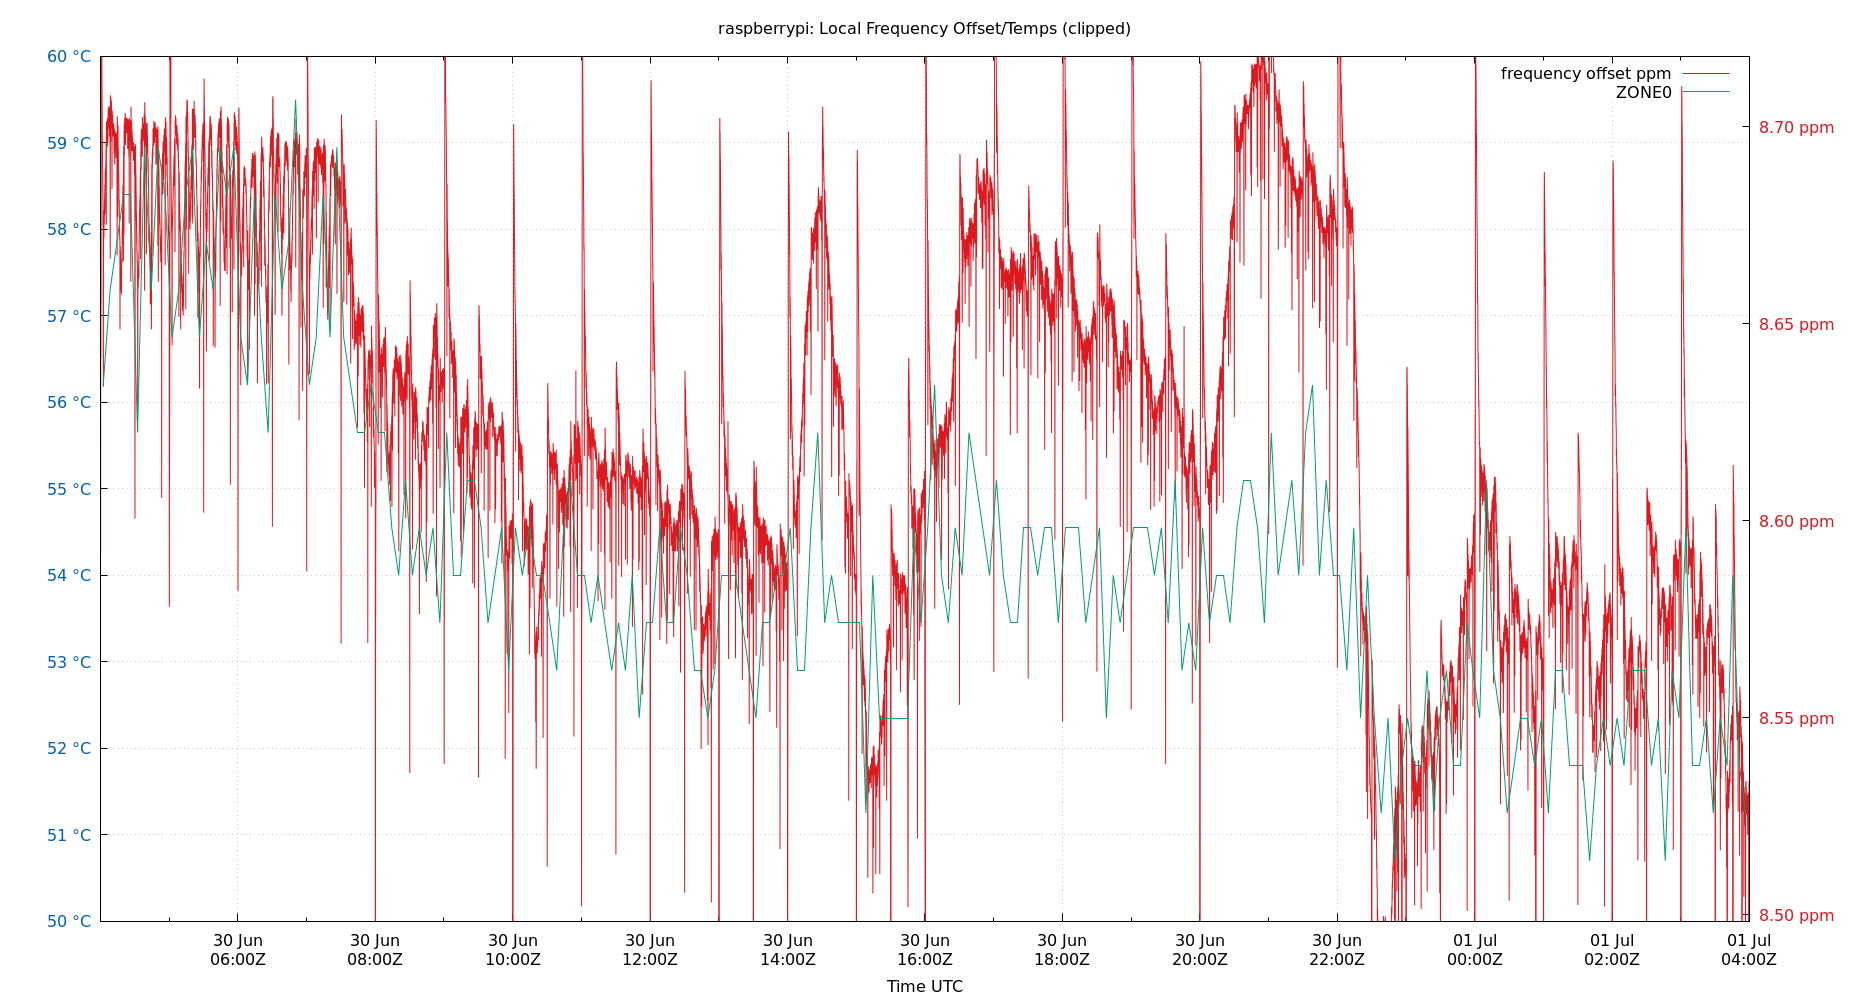 raspberrypi: Local Frequency Offset/Temps (clipped)
60 °C
59 °C
58 °C
57 °C
56 °C
55 °C
54 °C
53 °C
52 °C
51 °C
50 °C
frequency offset ppm
ZONE0
8.70 ppm
8.65 ppm
8.60 ppm
8.55 ppm
8.50 ppm
30 Jun
06:00Z
30 Jun
08:00Z
30 Jun
10:00Z
30 Jun
12:00Z
30 Jun
14:00Z
30 Jun
16:00Z
30 Jun
18:00Z
30 Jun
20:00Z
30 Jun
22:00Z
01 Jul
00:00Z
01 Jul
02:00Z
01 Jul
04:00Z
Time UTC